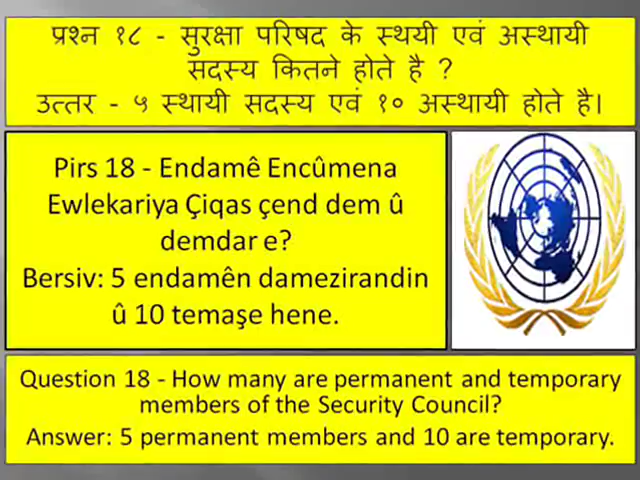 प्रश्न १८ - सुरक्षा परिषद के स्थयी एवं अस्थायी
सदस्य कितने होते है ?
उत्तर - ५ स्थायी सदस्य एवं १० अस्थायी होते है।
Pirs 18 - Endamê Encûmena
Ewlekariya Çiqas çend dem û
demdar e?
Bersiv: 5 endamên damezirandin
û 10 temaşe hene.
Question 18 - How many are permanent and temporary
members of the Security Council?
Answer: 5 permanent members and 10 are temporary.